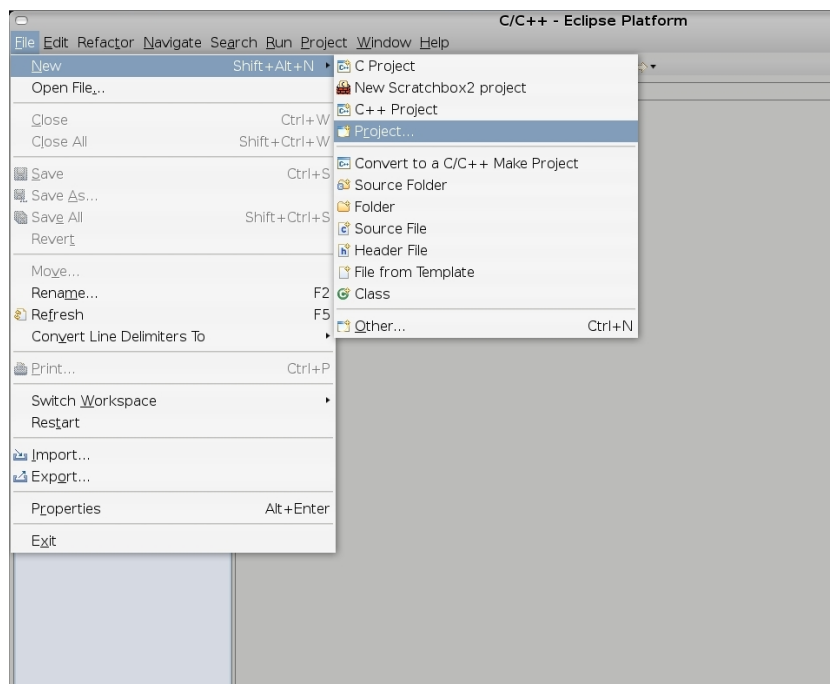 C/C++ - Eclipse Platform
File Edit Refactor Navigate Search Run Project Window Help
New Shift+Alt+N
Open File...
Close Ctrl+W
Close All Shift+Ctrl+W
Save Ctrl+S
Save As...
Save All Shift+Ctrl+S
Revert
Move...
Rename... F2
Refresh F5
Convert Line Delimiters To
Print... Ctrl+P
Switch Workspace
Restart
Import...
Export...
Properties Alt+Enter
Exit
C Project
New Scratchbox2 project
C++ Project
Project...
Convert to a C/C++ Make Project
Source Folder
Folder
Source File
Header File
File from Template
Class
Other... Ctrl+N